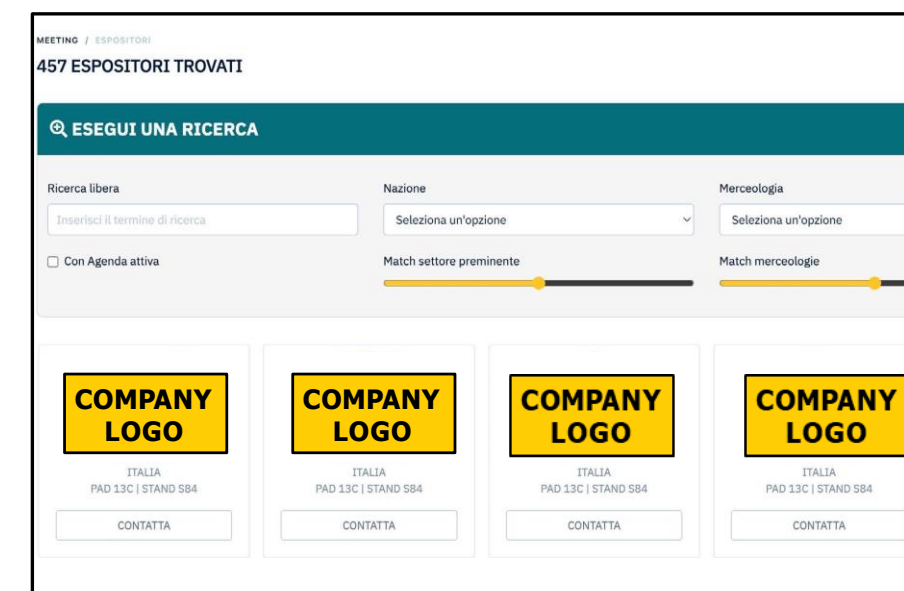 MEETING / ESPOSITORI
457 ESPOSITORI TROVATI
ESEGUI UNA RICERCA
Ricerca libera
Nazione
Merceologia
Inserisci il termine di ricerca
Seleziona un'opzione
Seleziona un'opzione
Con Agenda attiva
Match settore preminente
Match merceologie
COMPANY
LOGO
ITALIA
PAD 13C | STAND S84
CONTATTA
COMPANY
LOGO
ITALIA
PAD 13C | STAND S84
CONTATTA
COMPANY
LOGO
ITALIA
PAD 13C | STAND S84
CONTATTA
COMPANY
LOGO
ITALIA
PAD 13C | STAND S84
CONTATTA